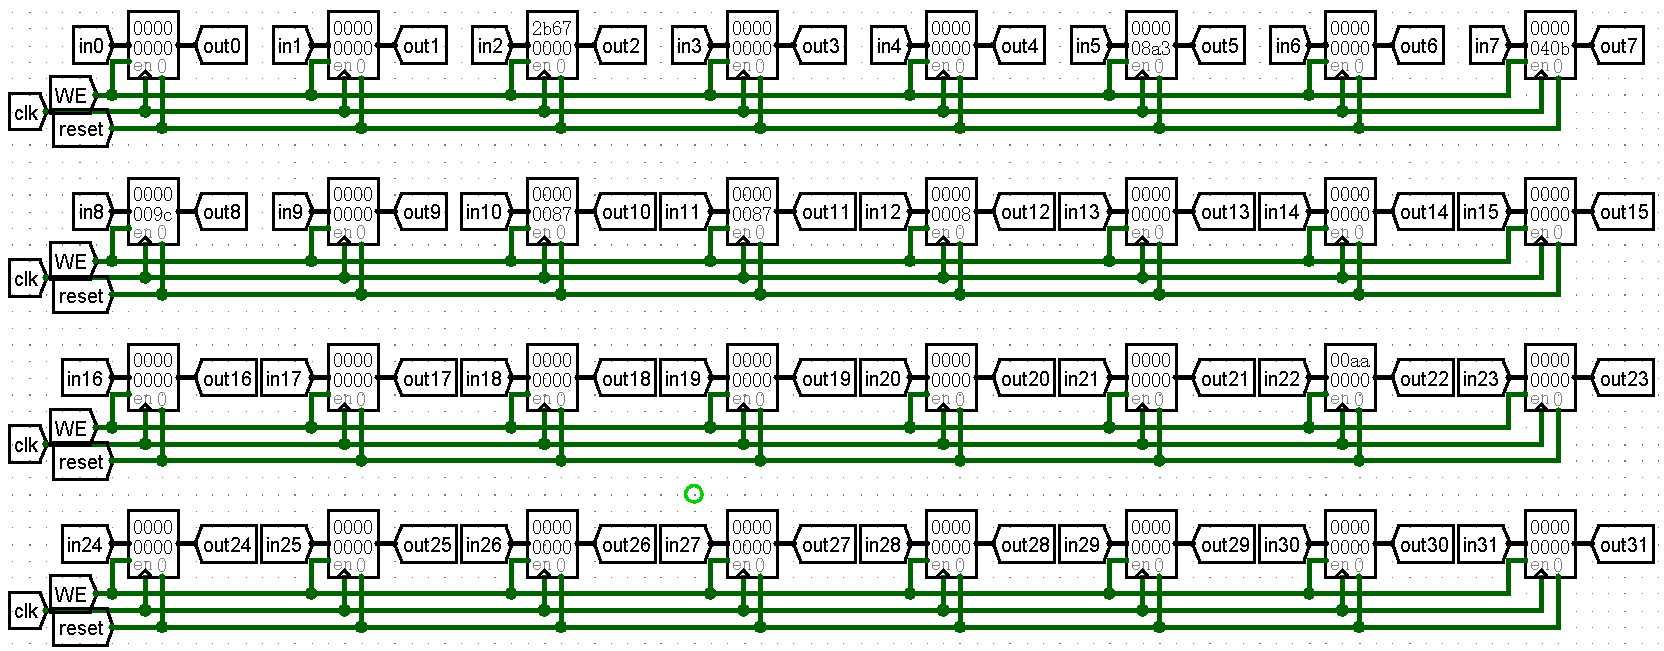 in0 0000 0000 en 0 out0 in1 0000 0000 en 0 out1 in2 2b67 0000 en 0 out2 in3 0000 0000 en 0 out3 in4 0000 0000 en 0 out4 in5 0000 08a3 en 0 out5 in6 0000 0000 en 0 out6 in7 0000 040b en 0 out7
WE
clk
reset
in8 0000 009c en 0 out8 in9 0000 0000 en 0 out9 in10 0000 0087 en 0 out10 in11 0000 0087 en 0 out11 in12 0000 0008 en 0 out12 in13 0000 0000 en 0 out13 in14 0000 0000 en 0 out14 in15 0000 0000 en 0 out15
WE
clk
reset
in16 0000 0000 en 0 out16 in17 0000 0000 en 0 out17 in18 0000 0000 en 0 out18 in19 0000 0000 en 0 out19 in20 0000 0000 en 0 out20 in21 0000 0000 en 0 out21 in22 00aa 0000 en 0 out22 in23 0000 0000 en 0 out23
WE
clk
reset
in24 0000 0000 en 0 out24 in25 0000 0000 en 0 out25 in26 0000 0000 en 0 out26 in27 0000 0000 en 0 out27 in28 0000 0000 en 0 out28 in29 0000 0000 en 0 out29 in30 0000 0000 en 0 out30 in31 0000 0000 en 0 out31
WE
clk
reset